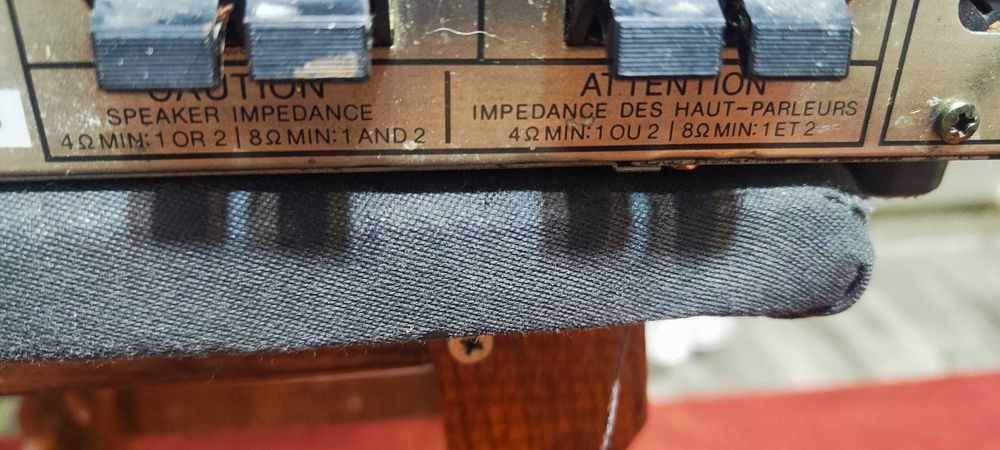 CAUTION
SPEAKER IMPEDANCE
4Ω MIN: 1 OR 2 | 8Ω MIN: 1 AND 2
ATTENTION
IMPEDANCE DES HAUT-PARLEURS
4Ω MIN: 1 OU 2 | 8Ω MIN: 1 ET 2